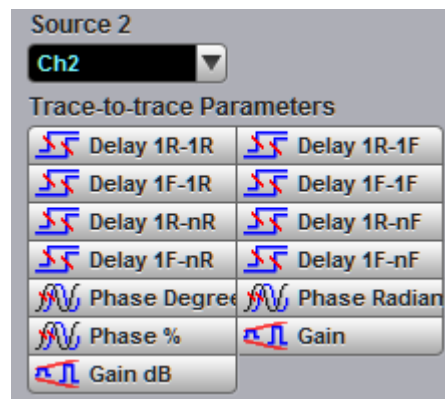 Source 2
Ch2
Trace-to-trace Parameters
Delay 1R-1R Delay 1R-1F
Delay 1F-1R Delay 1F-1F
Delay 1R-nR Delay 1R-nF
Delay 1F-nR Delay 1F-nF
Phase Degree Phase Radian
Phase % Gain
Gain dB